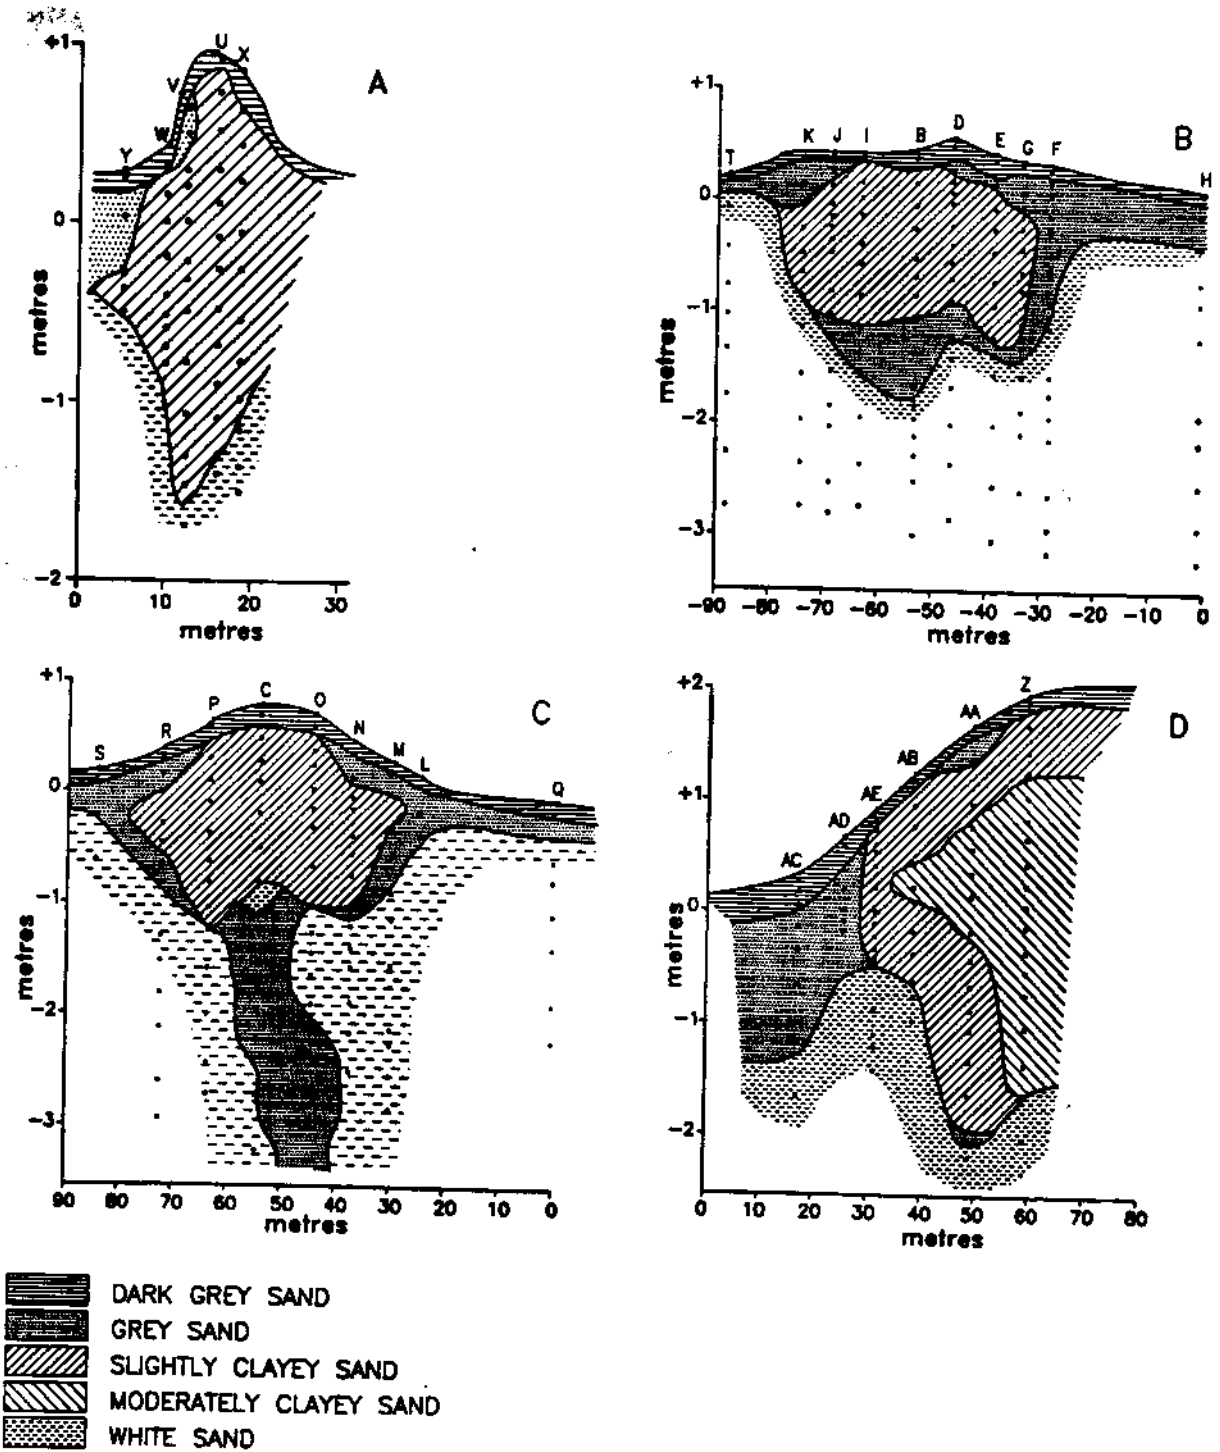 A
+1
0
-1
-2
metres
U
X
V
W
Y
0 10 20 30
metres
B
+1
0
-1
-2
-3
metres
T K J I B D E G F H
-90 -80 -70 -60 -50 -40 -30 -20 -10 0
metres
C
+1
0
-1
-2
-3
metres
S R P C O N M L Q
90 80 70 60 50 40 30 20 10 0
metres
D
+2
+1
0
-1
-2
metres
AC AD AE AB AA Z
0 10 20 30 40 50 60 70 80
metres
DARK GREY SAND
GREY SAND
SLIGHTLY CLAYEY SAND
MODERATELY CLAYEY SAND
WHITE SAND